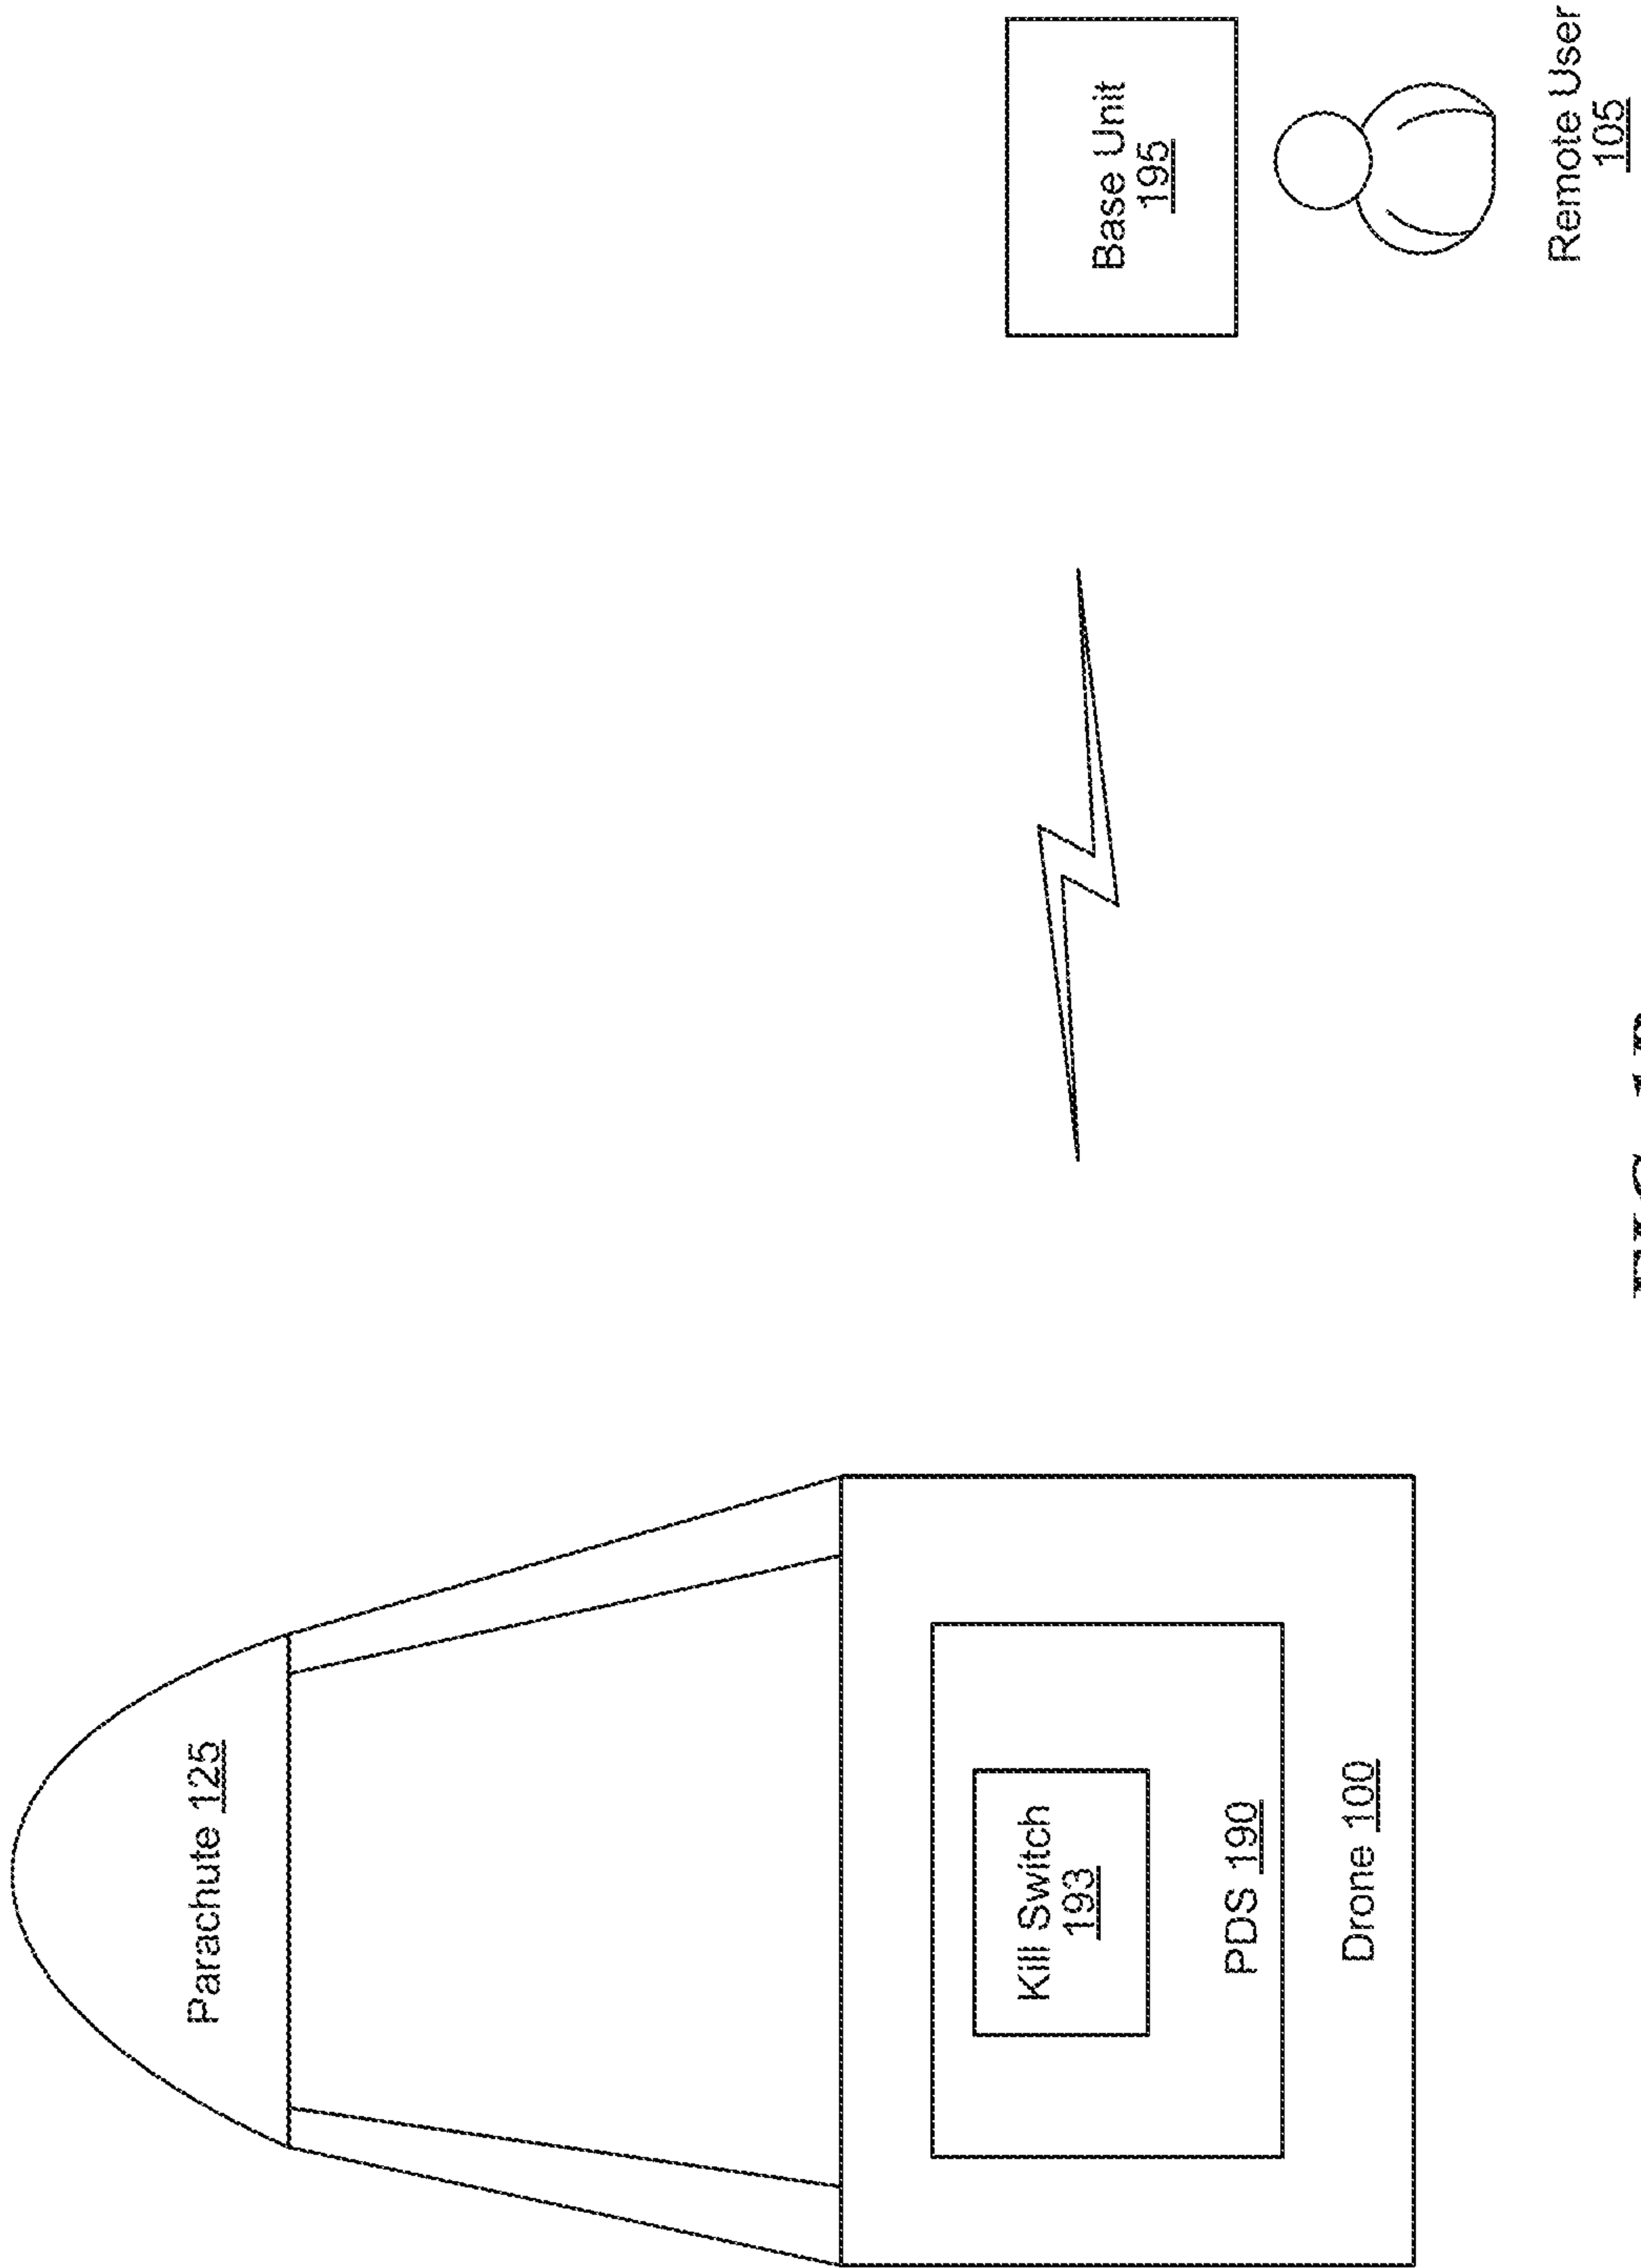 Parachute 125
Kill Switch
193
PDS 190
Drone 100
Base Unit
195
Remote User
105